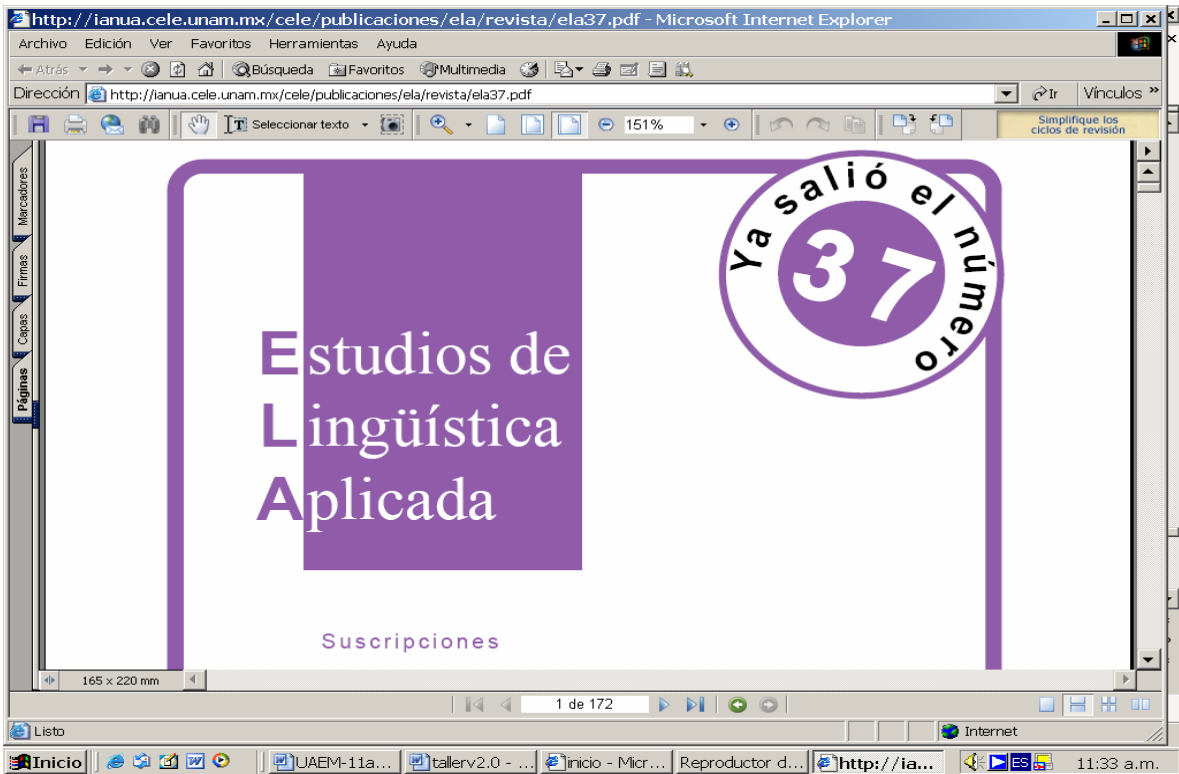 http://ianua.cele.unam.mx/cele/publicaciones/ela/revista/ela37.pdf - Microsoft Internet Explorer
Archivo Edición Ver Favoritos Herramientas Ayuda
Atrás Búsqueda Favoritos Multimedia
Dirección http://ianua.cele.unam.mx/cele/publicaciones/ela/revista/ela37.pdf Ir Vínculos »
Seleccionar texto 151% Simplifique los
ciclos de revisión
Marcadores
Firmas
Capas
Páginas
Ya salió el número
37
Estudios de
Lingüística
Aplicada
Suscripciones
165 x 220 mm
1 de 172
Listo Internet
Inicio UAEM-11a... tallerv2.0 - ... inicio - Micr... Reproductor d... http://ia... ES 11:33 a.m.